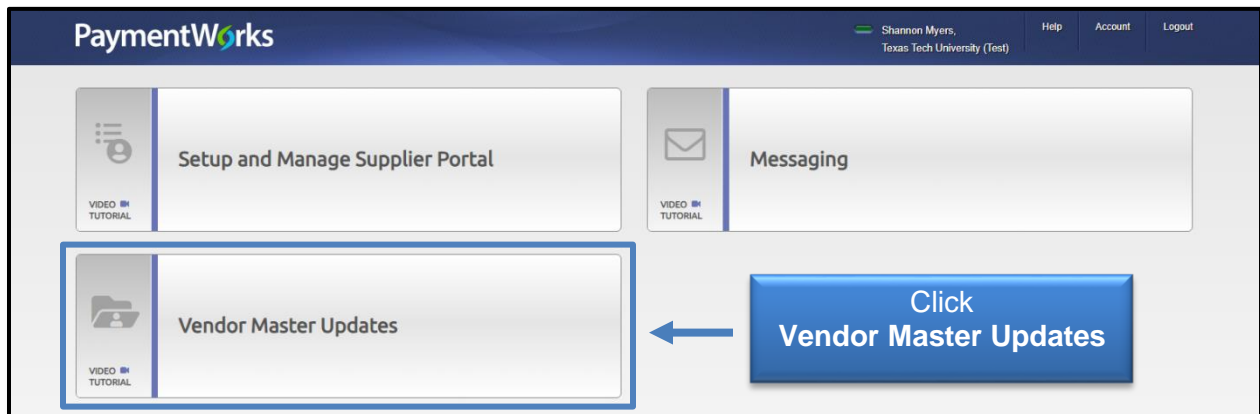 PaymentWorks
Shannon Myers,
Texas Tech University (Test)
Help
Account
Logout
Setup and Manage Supplier Portal
VIDEO
TUTORIAL
Messaging
VIDEO
TUTORIAL
Vendor Master Updates
VIDEO
TUTORIAL
Click
Vendor Master Updates